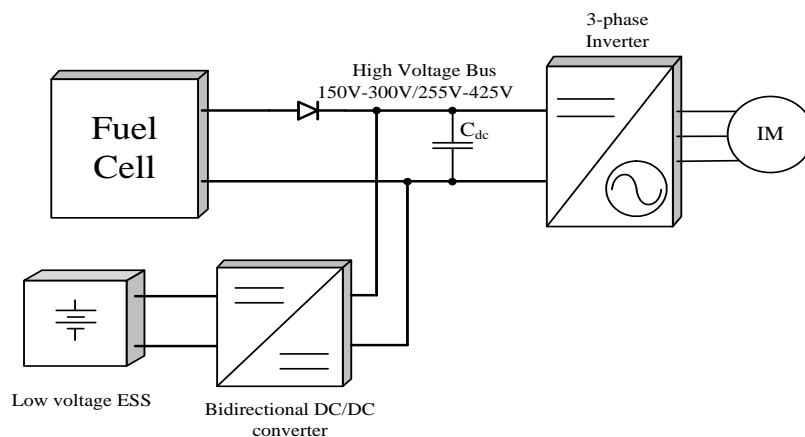 3-phase
Inverter
High Voltage Bus
150V-300V/255V-425V
Fuel
Cell
Cdc
IM
Low voltage ESS
Bidirectional DC/DC
converter